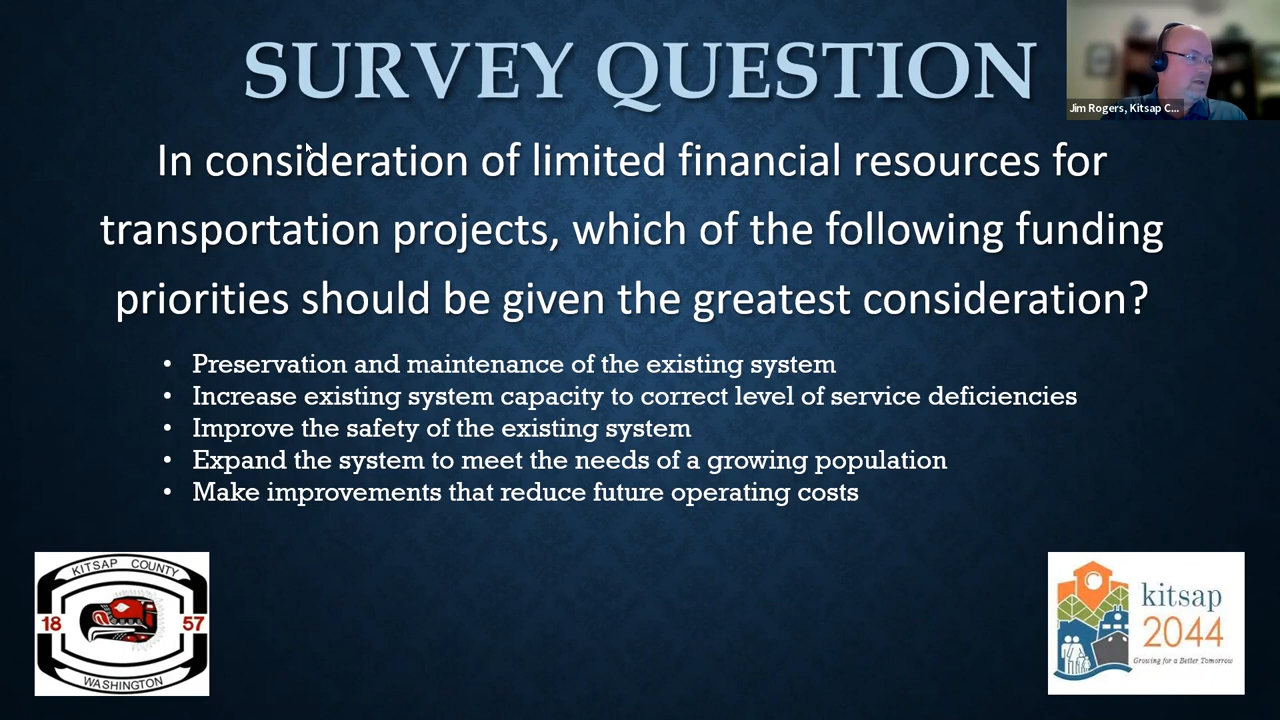 SURVEY QUESTION
Jim Rogers, Kitsap C...
In consideration of limited financial resources for
transportation projects, which of the following funding
priorities should be given the greatest consideration?
• Preservation and maintenance of the existing system
• Increase existing system capacity to correct level of service deficiencies
• Improve the safety of the existing system
• Expand the system to meet the needs of a growing population
• Make improvements that reduce future operating costs
KITSAP COUNTY
18 57
WASHINGTON
kitsap
2044
Growing for a Better Tomorrow